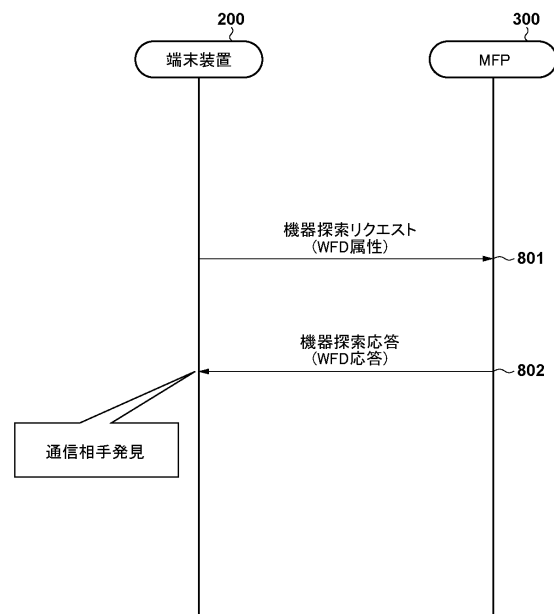 200
300
端末装置
MFP
機器探索リクエスト
(WFD属性)
801
機器探索応答
(WFD応答)
802
通信相手発見